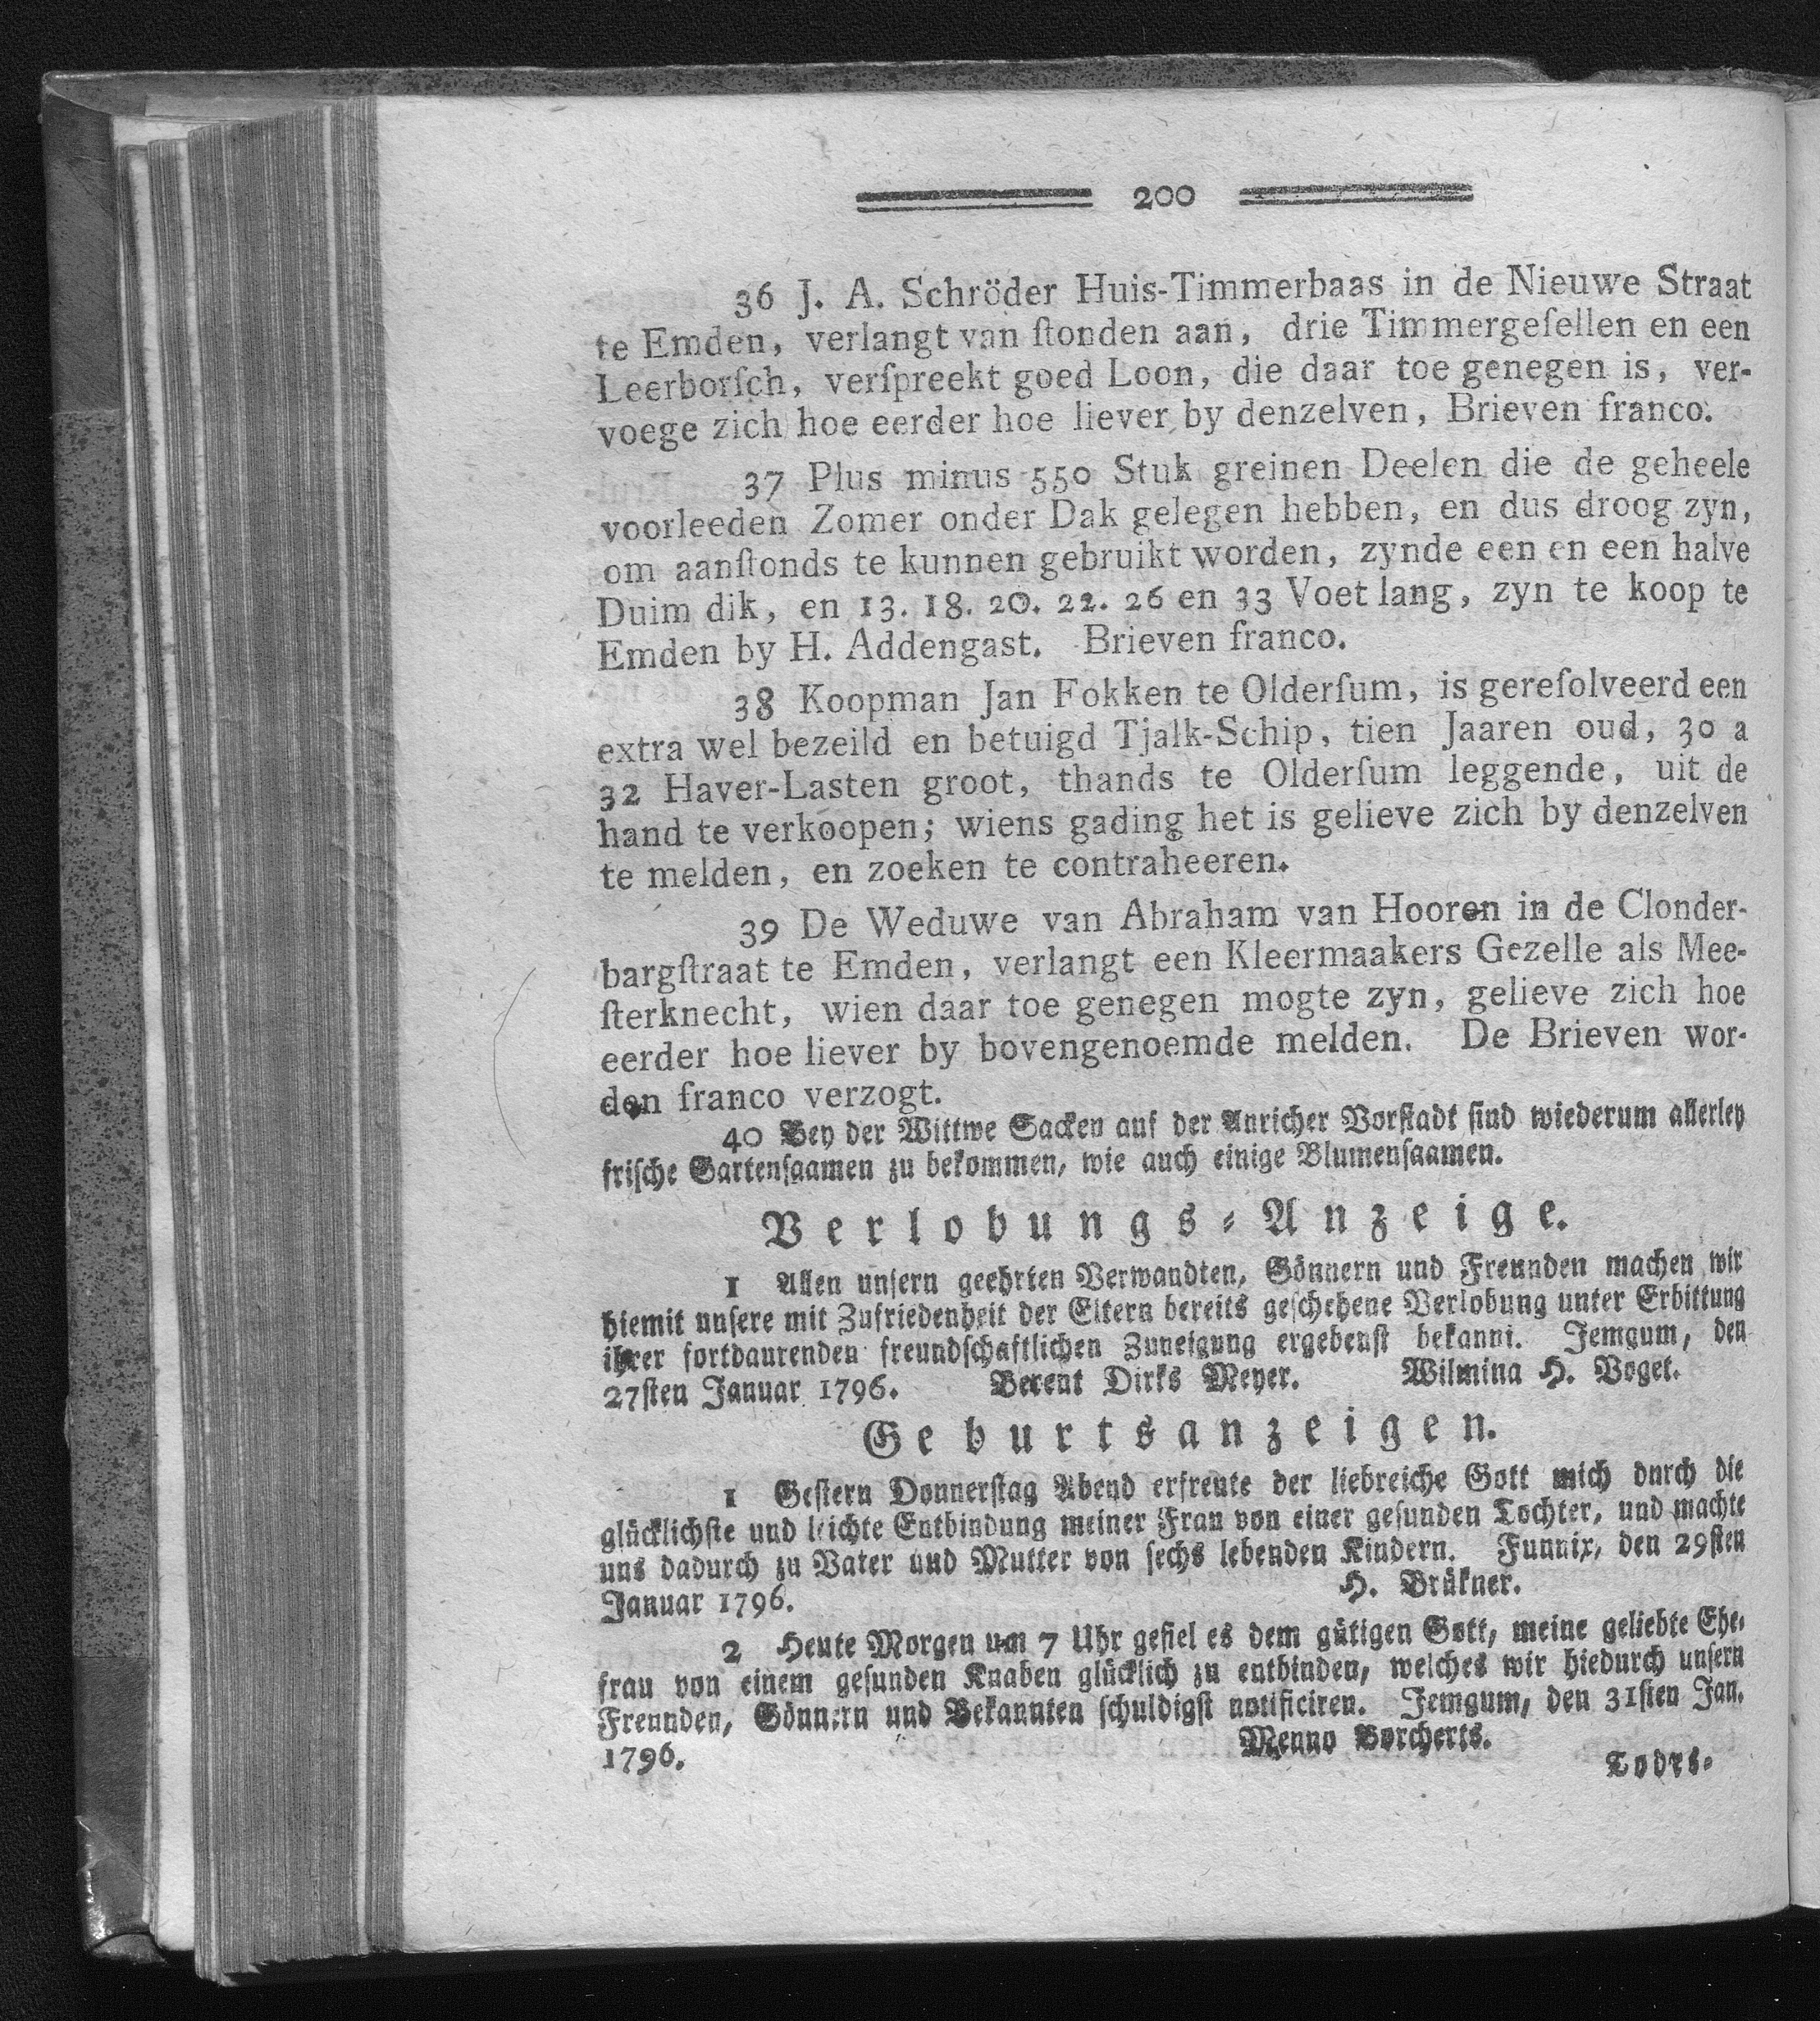 200
36 J. A. Schröder Huis-Timmerbaas in de Nieuwe Straat
te Emden, verlangt van ſtonden aan, drie Timmergeſellen en een
Leerborſch, verſpreekt goed Loon, die daar toe genegen is, ver-
voege zich hoe eerder hoe liever by denzelven, Brieven franco.
37 Plus minus 550 Stuk greinen Deelen die de geheele
voorleeden Zomer onder Dak gelegen hebben, en dus droog zyn,
om aanſtonds te kunnen gebruikt worden, zynde een en een halve
Duim dik, en 13. 18. 20. 22. 26 en 33 Voet lang, zyn te koop te
Emden by H. Addengast. Brieven franco.
38 Koopman Jan Fokken te Olderſum, is gereſolveerd een
extra wel bezeild en betuigd Tjalk-Schip, tien Jaaren oud, 30 a
32 Haver-Lasten groot, thands te Olderſum leggende, uit de
hand te verkoopen; wiens gading het is gelieve zich by denzelven
te melden, en zoeken te contraheeren.
39 De Weduwe van Abraham van Hooren in de Clonder-
bargſtraat te Emden, verlangt een Kleermaakers Gezelle als Mee-
ſterknecht, wien daar toe genegen mogte zyn, gelieve zich hoe
eerder hoe liever by bovengenoemde melden. De Brieven wor-
den franco verzogt.
40 Bey der Wittwe Sacken auf der Auricher Vorſtadt ſind wiederum allerley
friſche Gartenſaamen zu bekommen, wie auch einige Blumenſaamen.
Verlobungs-Anzeige.
1 Allen unſern geehrten Verwandten, Gönnern und Freunden machen wir
hiemit unſere mit Zufriedenheit der Eltern bereits geſchehene Verlobung unter Erbittung
ihrer fortdaurenden freundſchaftlichen Zuneigung ergebenſt bekannt. Jemgum, den
27ſten Januar 1796. Berent Dirks Meyer. Wilmina H. Voget.
Geburtsanzeigen.
1 Geſtern Donnerſtag Abend erfreute der liebreiche Gott mich durch die
glücklichſte und leichte Entbindung meiner Frau von einer geſunden Tochter, und machte
uns dadurch zu Vater und Mutter von ſechs lebenden Kindern. Funnix, den 29ſten
Januar 1796. H. Brükner.
2 Heute Morgen um 7 Uhr gefiel es dem gütigen Gott, meine geliebte Ehe-
frau von einem geſunden Knaben glücklich zu entbinden, welches wir hiedurch unſern
Freunden, Gönnern und Bekannten ſchuldigſt notificiren. Jemgum, den 31ſten Jan.
1796. Menno Borcherts.
Todes-